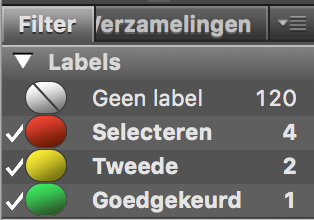 Filter Verzamelingen
Labels
Geen label 120
Selecteren 4
Tweede 2
Goedgekeurd 1